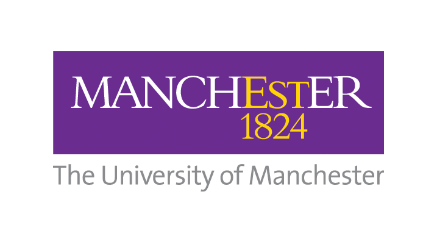 MANCHESTER
1824
The University of Manchester